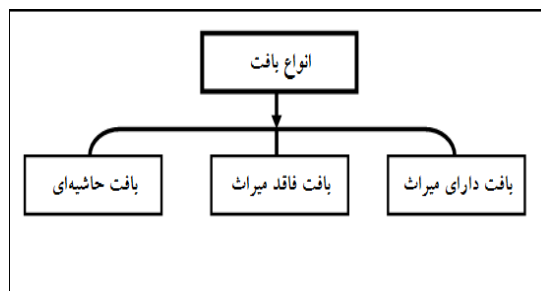 انواع بافت
بافت دارای میراث
بافت فاقد میراث
بافت حاشیه‌ای